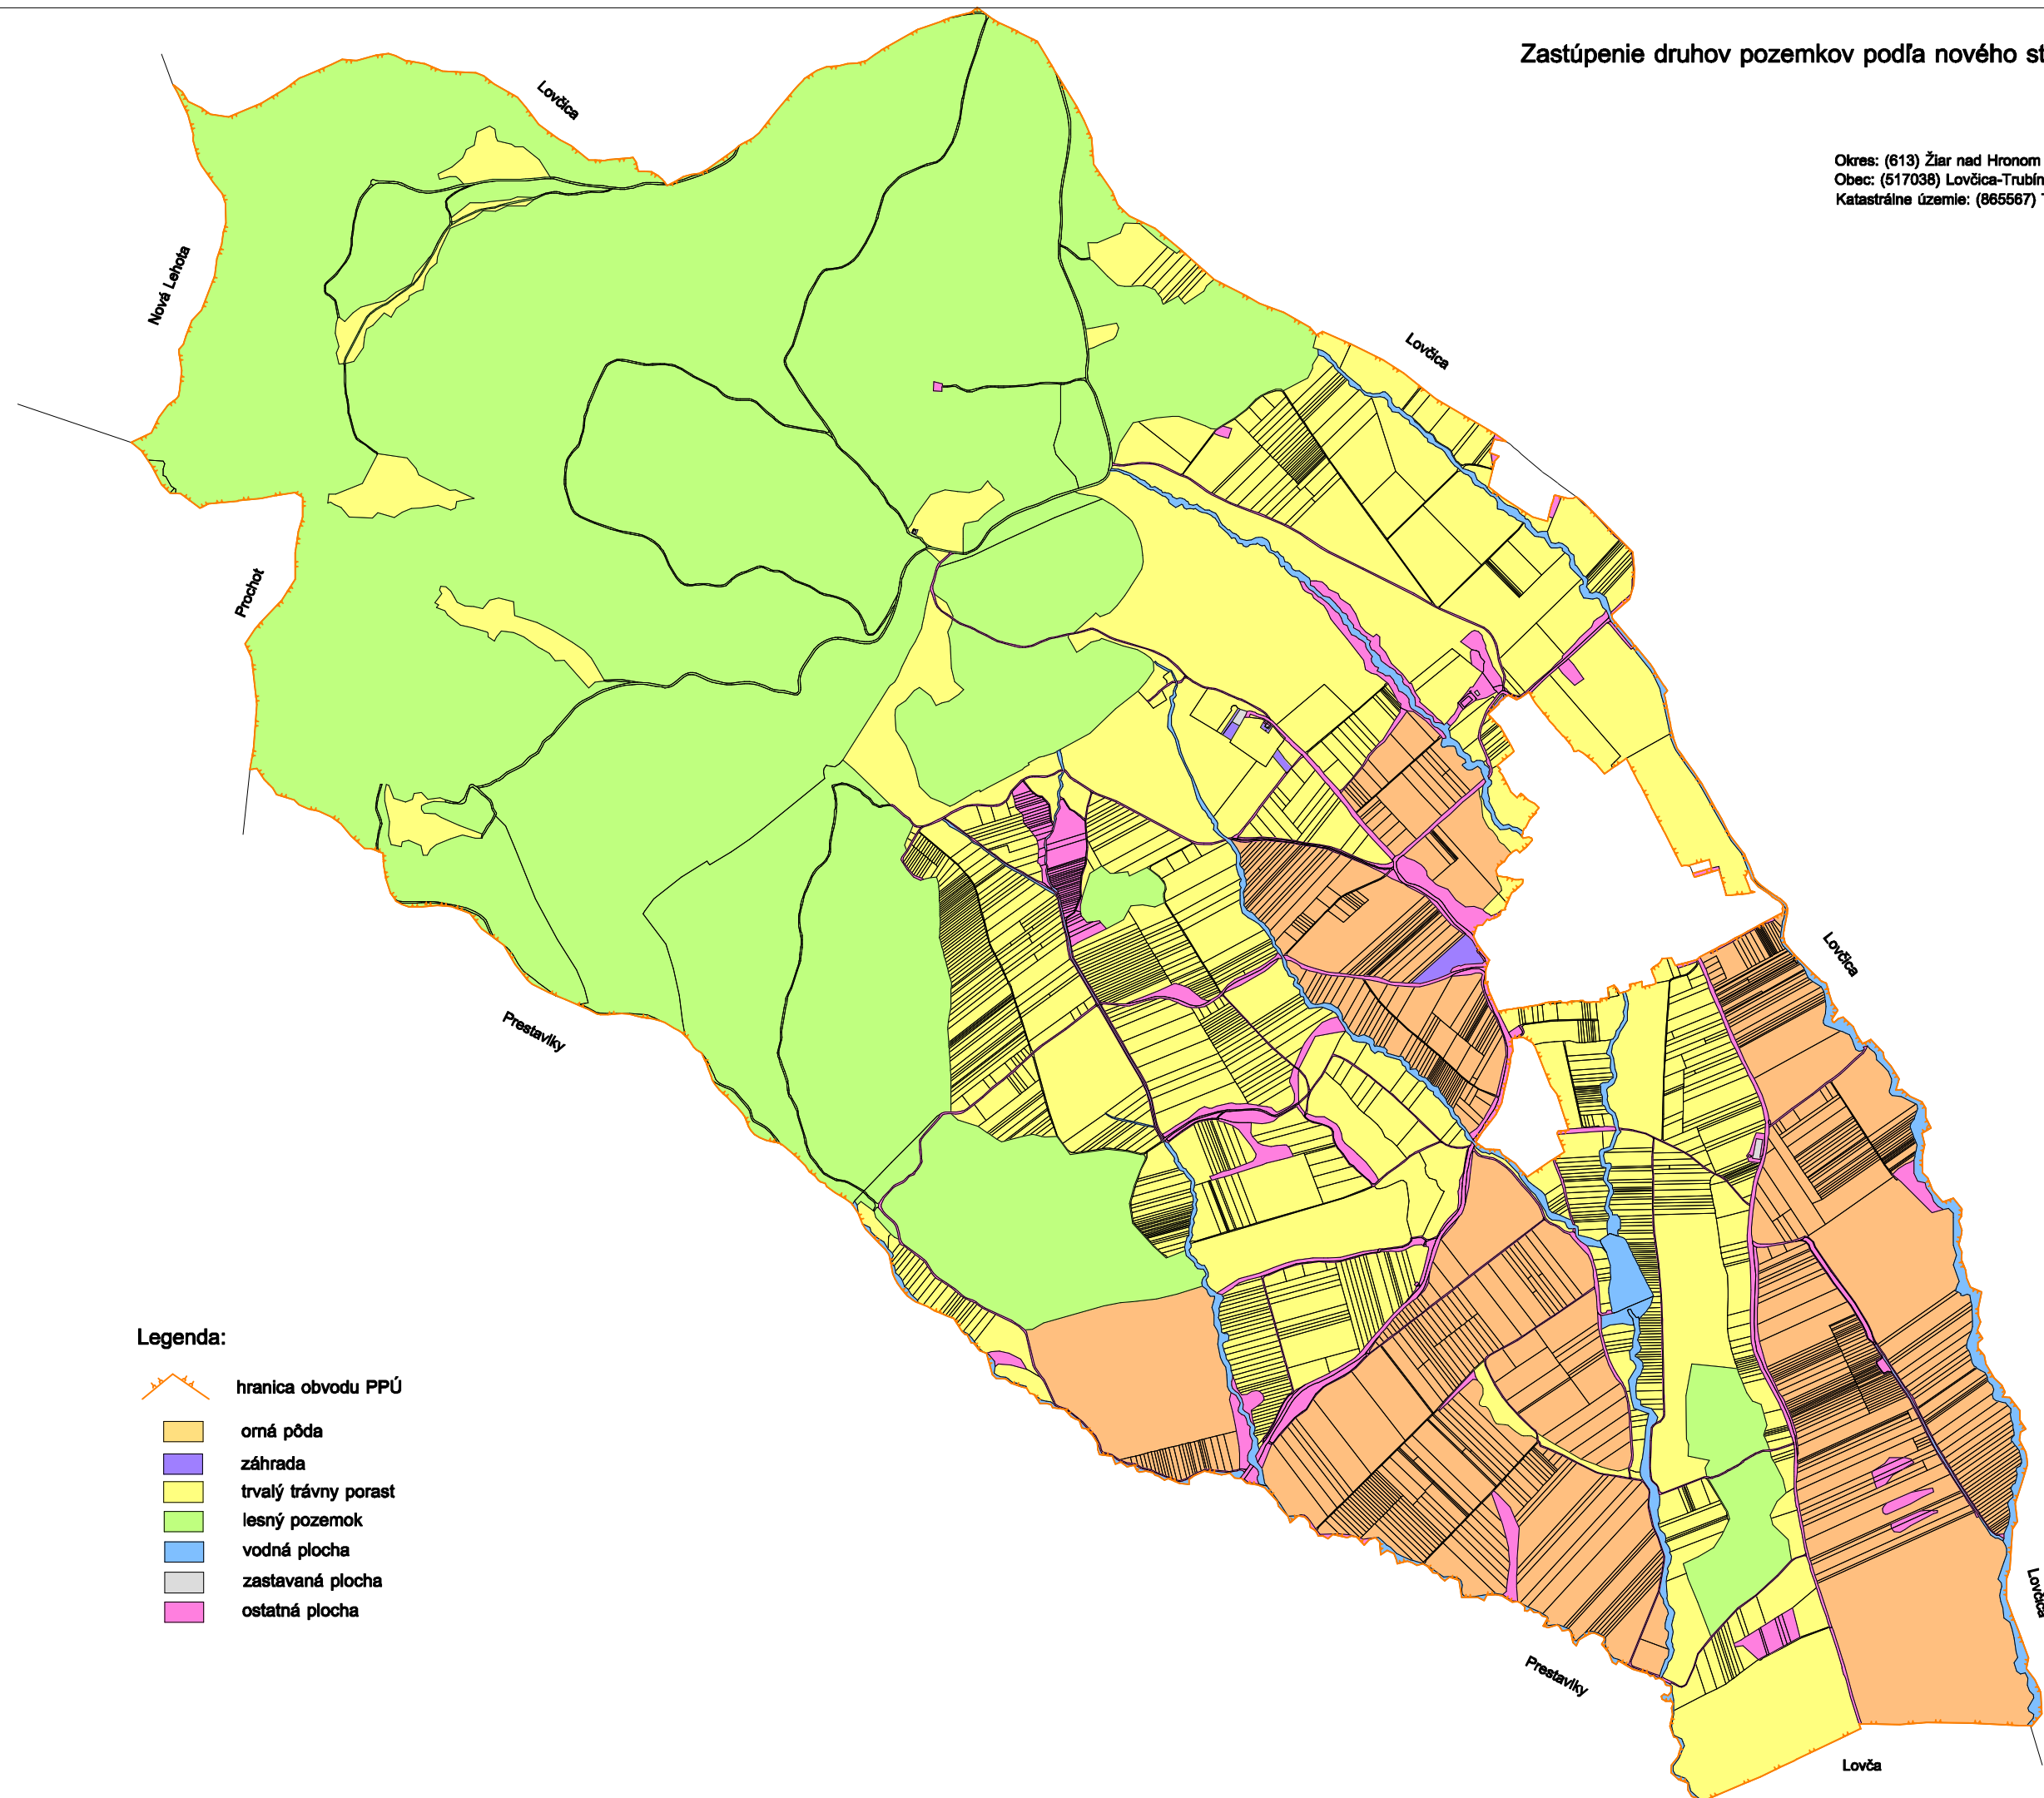 Zastúpenie druhov pozemkov podľa nového st
Okres: (613) Žiar nad Hronom
Obec: (517038) Lovčica-Trubín
Katastrálne územie: (865567) T
Lovčica
Nová Lehota
Lovčica
Prochot
Lovčica
Prestavlky
Legenda:
hranica obvodu PPÚ
orná pôda
záhrada
trvalý trávny porast
lesný pozemok
vodná plocha
zastavaná plocha
ostatná plocha
Lovčica
Prestavlky
Lovča